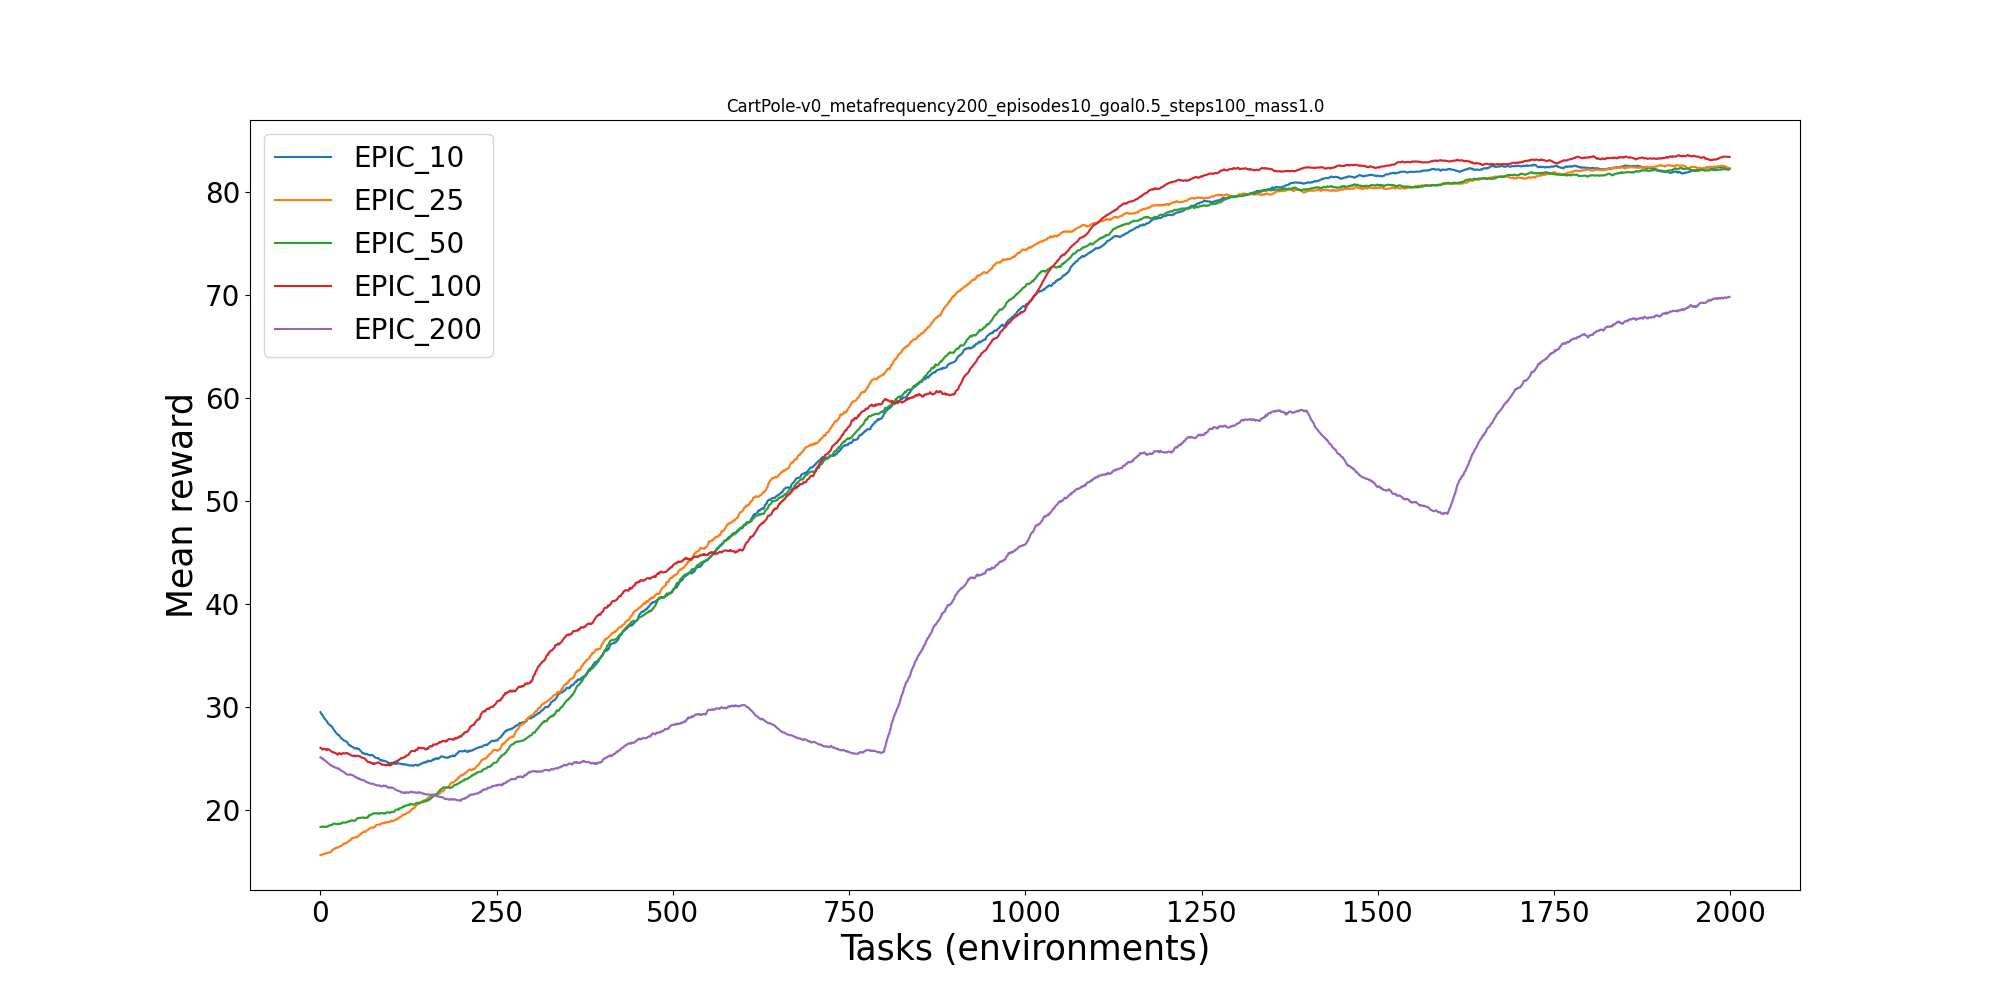 CartPole-v0_metafrequency200_episodes10_goal0.5_steps100_mass1.0
EPIC_10
EPIC_25
EPIC_50
EPIC_100
EPIC_200
80
70
60
50
40
30
20
Mean reward
0 250 500 750 1000 1250 1500 1750 2000
Tasks (environments)